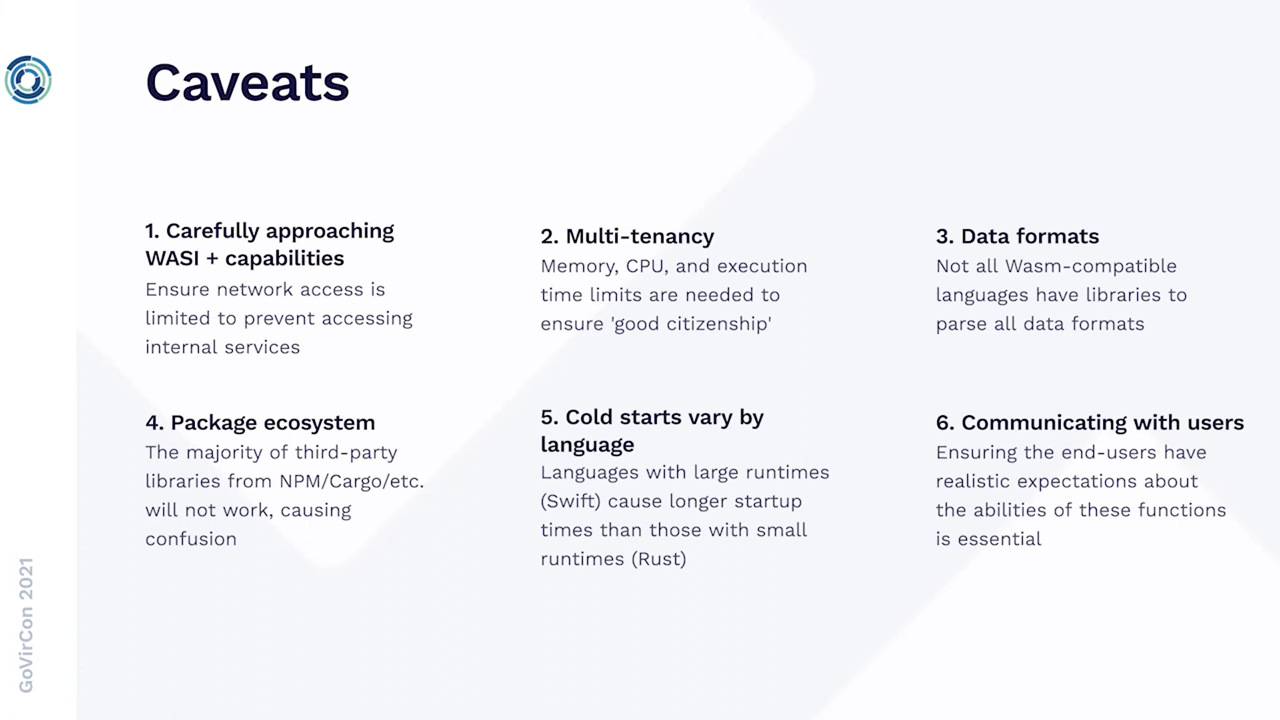 Caveats
1. Carefully approaching
WASI + capabilities
Ensure network access is
limited to prevent accessing
internal services
2. Multi-tenancy
Memory, CPU, and execution
time limits are needed to
ensure 'good citizenship'
3. Data formats
Not all Wasm-compatible
languages have libraries to
parse all data formats
4. Package ecosystem
The majority of third-party
libraries from NPM/Cargo/etc.
will not work, causing
confusion
5. Cold starts vary by
language
Languages with large runtimes
(Swift) cause longer startup
times than those with small
runtimes (Rust)
6. Communicating with users
Ensuring the end-users have
realistic expectations about
the abilities of these functions
is essential
GoVirCon 2021